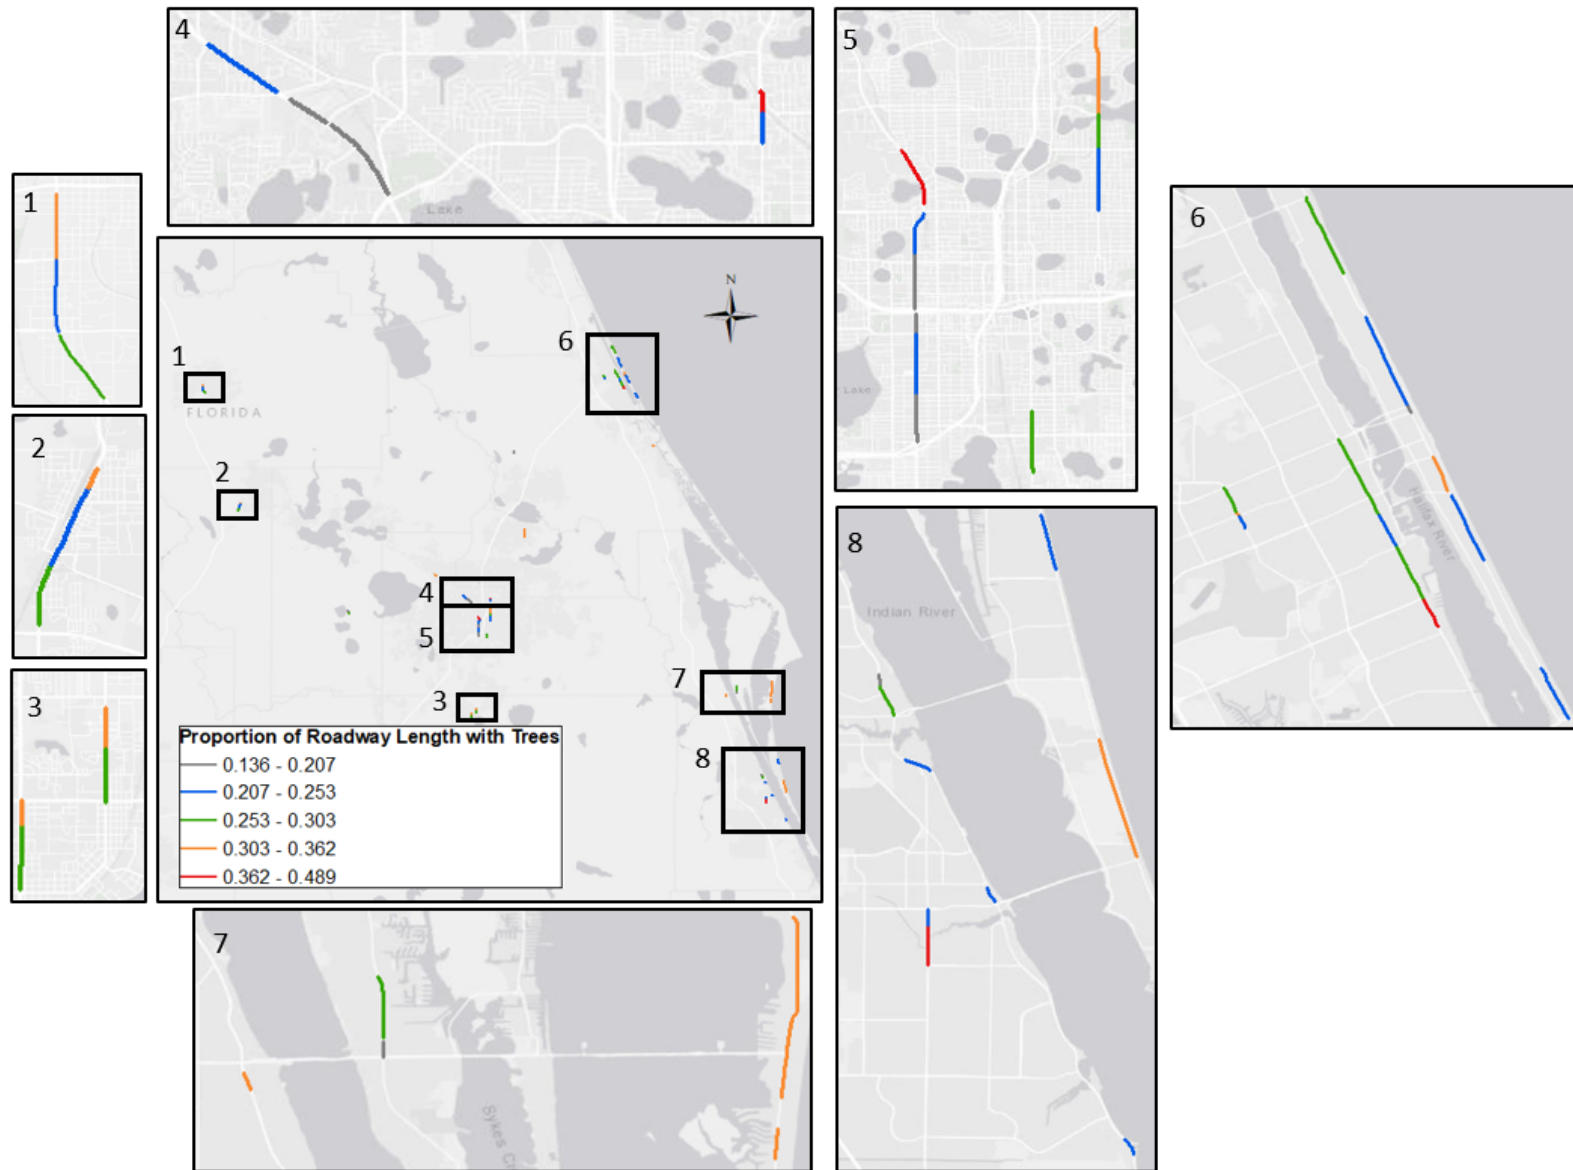 4
5
1
6
N
6
1
FLORIDA
Lake
Lake
2
2
Halifax River
8
Indian River
4
5
3
3
7
8
Proportion of Roadway Length with Trees
0.136 - 0.207
0.207 - 0.253
0.253 - 0.303
0.303 - 0.362
0.362 - 0.489
7
Sykes